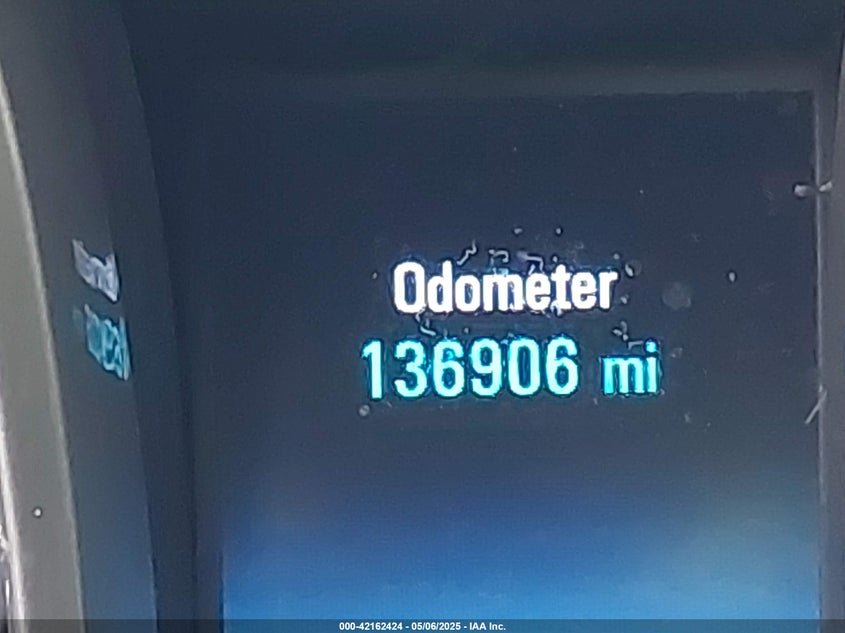 Odometer
136906 mi
000-42162424 - 05/06/2025 - IAA Inc.